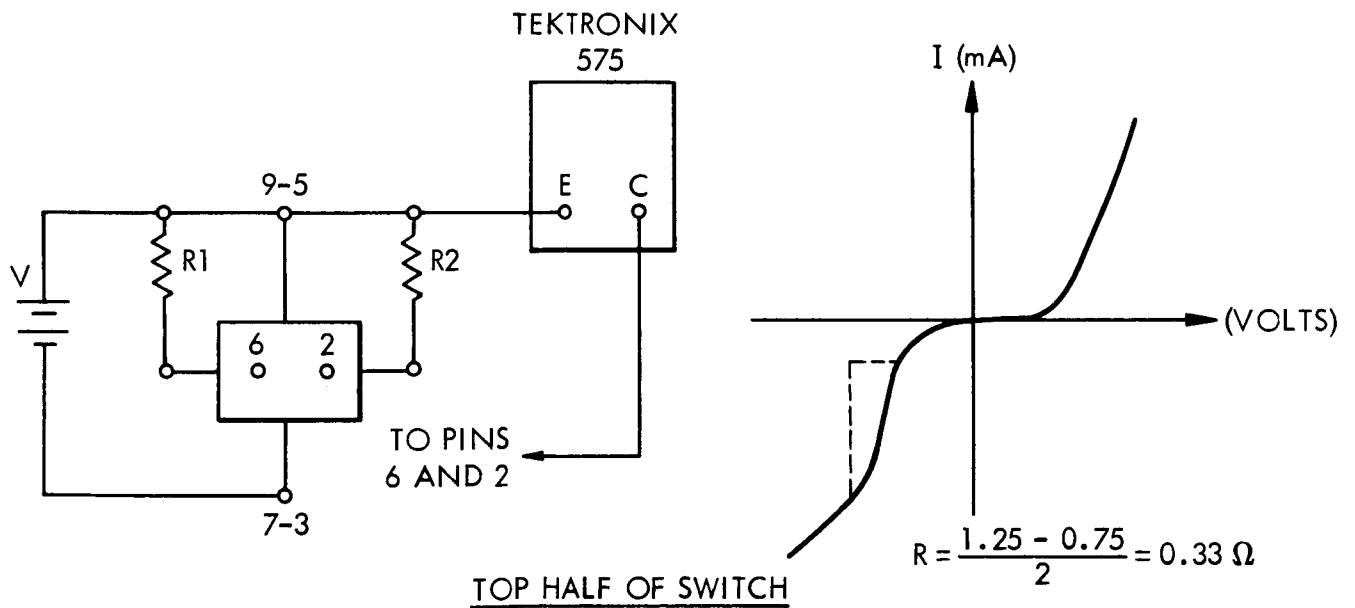 TEKTRONIX
575
I (mA)
9-5
E
C
R1
R2
V
6
2
(VOLTS)
TO PINS
6 AND 2
7-3
R = 1.25 - 0.75 / 2 = 0.33 Ω
TOP HALF OF SWITCH